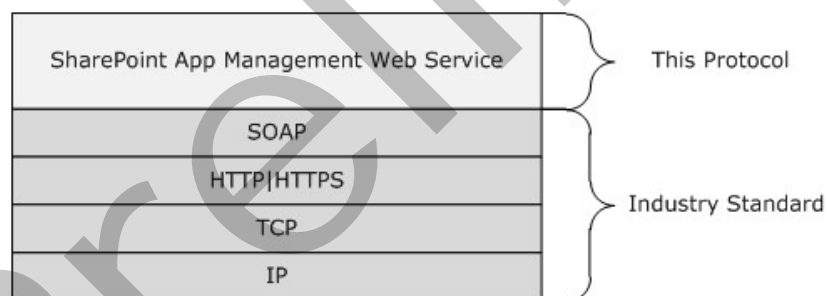 SharePoint App Management Web Service
This Protocol
SOAP
HTTP|HTTPS
TCP
IP
Industry Standard